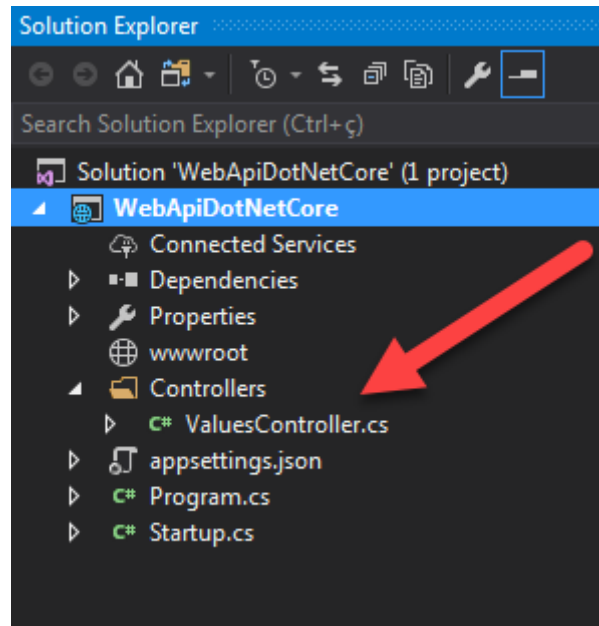 Solution Explorer
Search Solution Explorer (Ctrl+ç)
Solution 'WebApiDotNetCore' (1 project)
WebApiDotNetCore
Connected Services
Dependencies
Properties
wwwroot
Controllers
C# ValuesController.cs
appsettings.json
C# Program.cs
C# Startup.cs